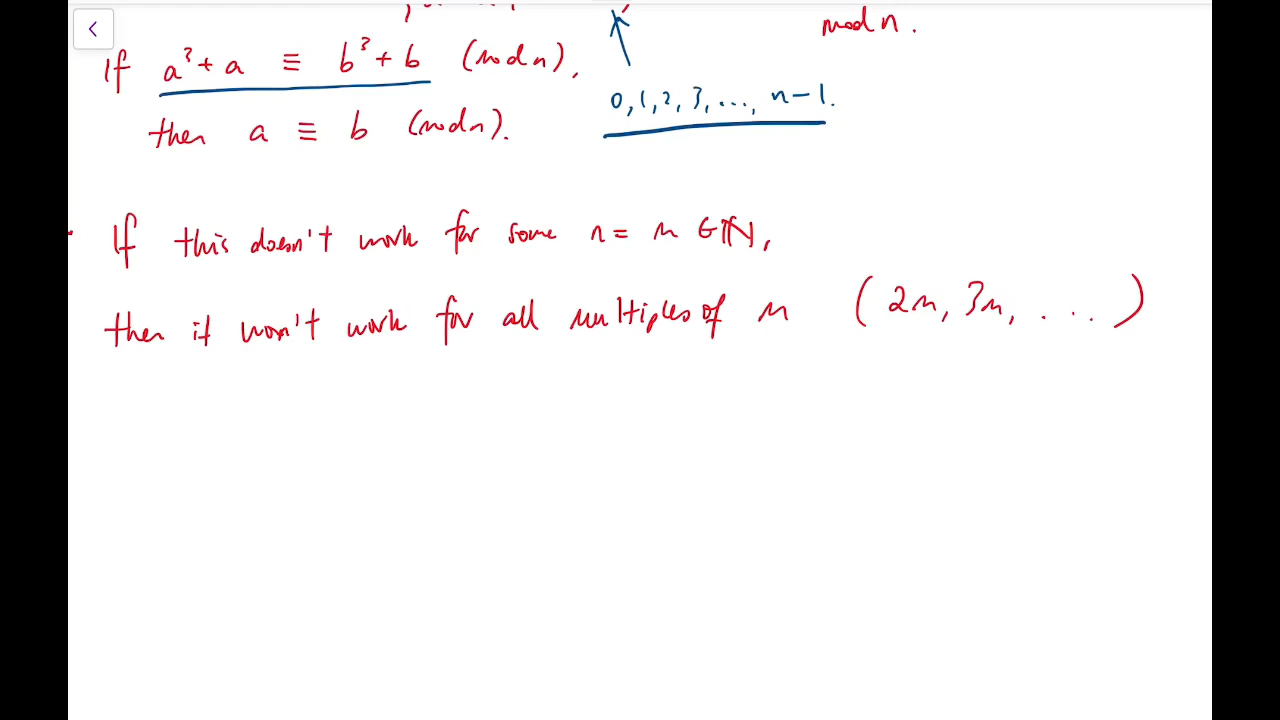 mod n.
If a³ + a ≡ b³ + b (mod n),
0, 1, 2, 3, ..., n-1.
then a ≡ b (mod n).
If this doesn't work for some n = m ∈ ℕ,
then it won't work for all multiples of m (2m, 3m, ....)